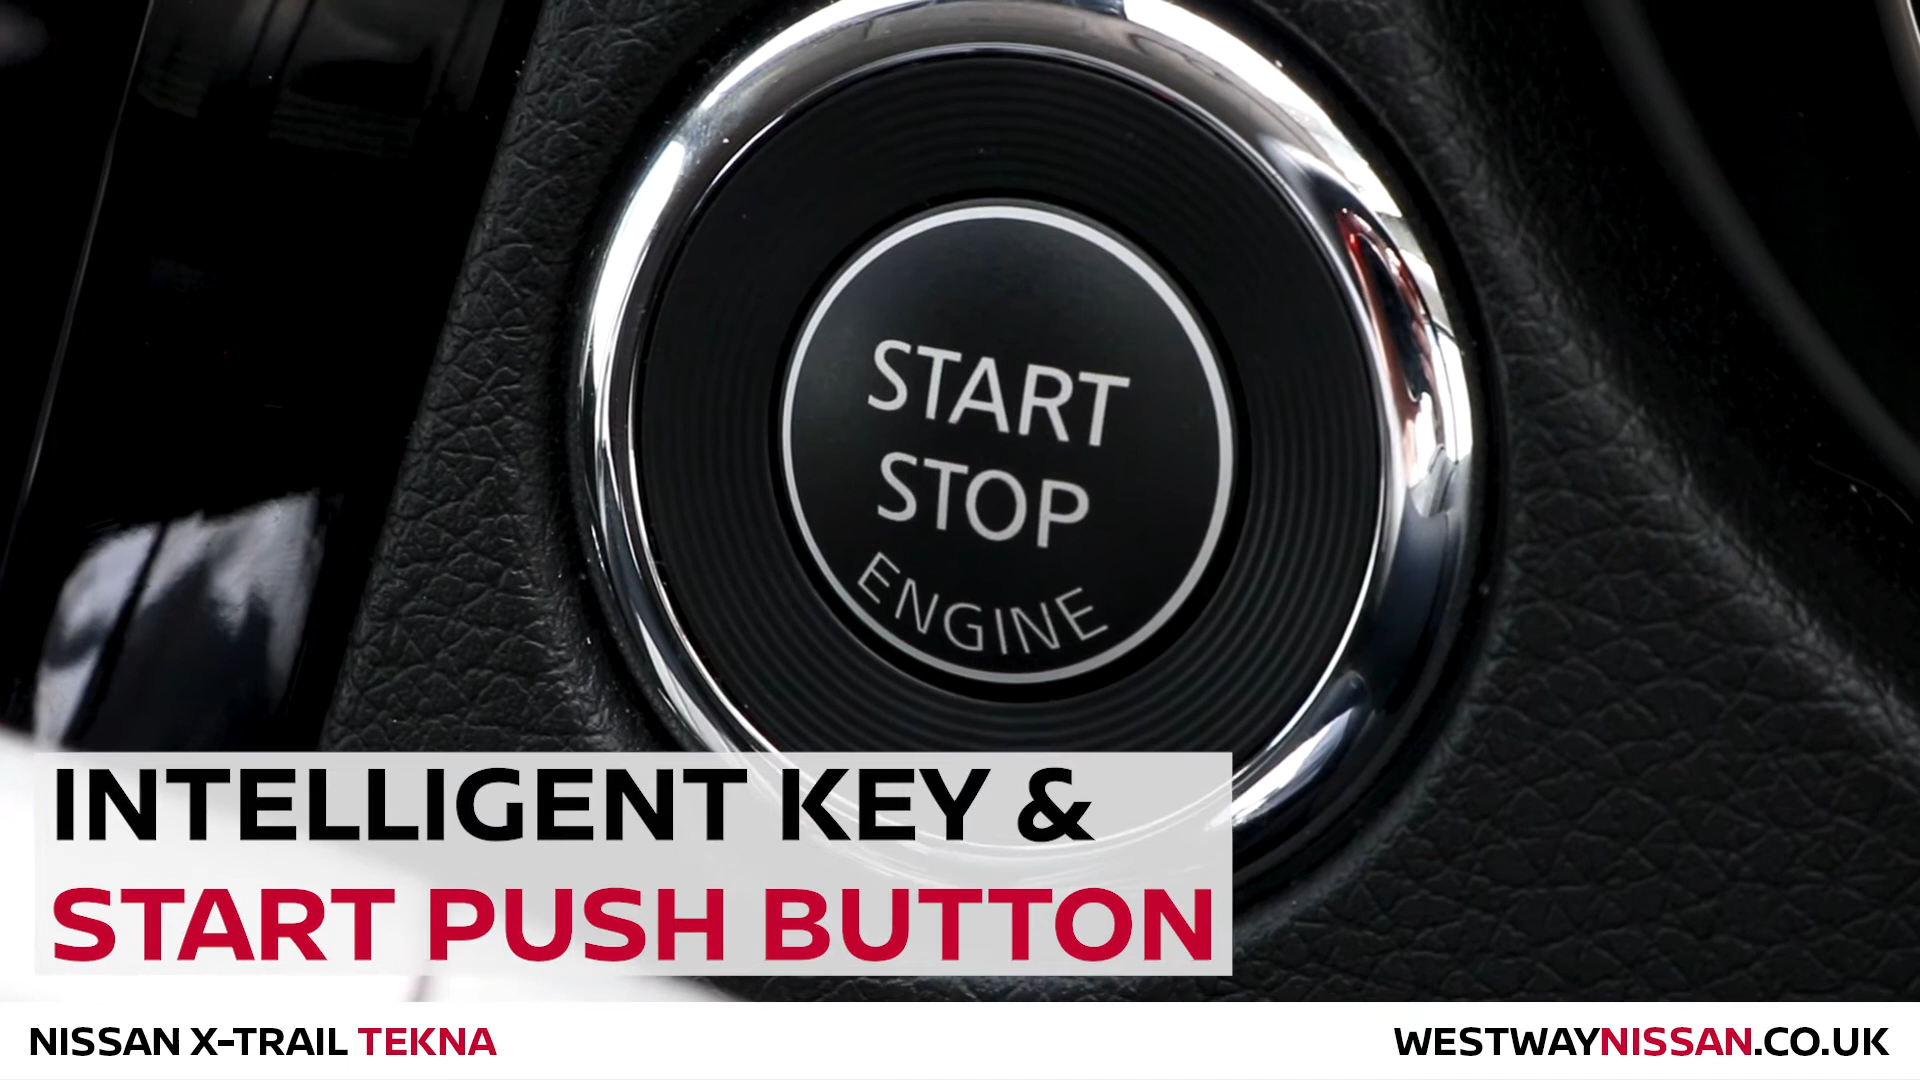 START
STOP
ENGINE
INTELLIGENT KEY &
START PUSH BUTTON
NISSAN X-TRAIL TEKNA
WESTWAYNISSAN.CO.UK